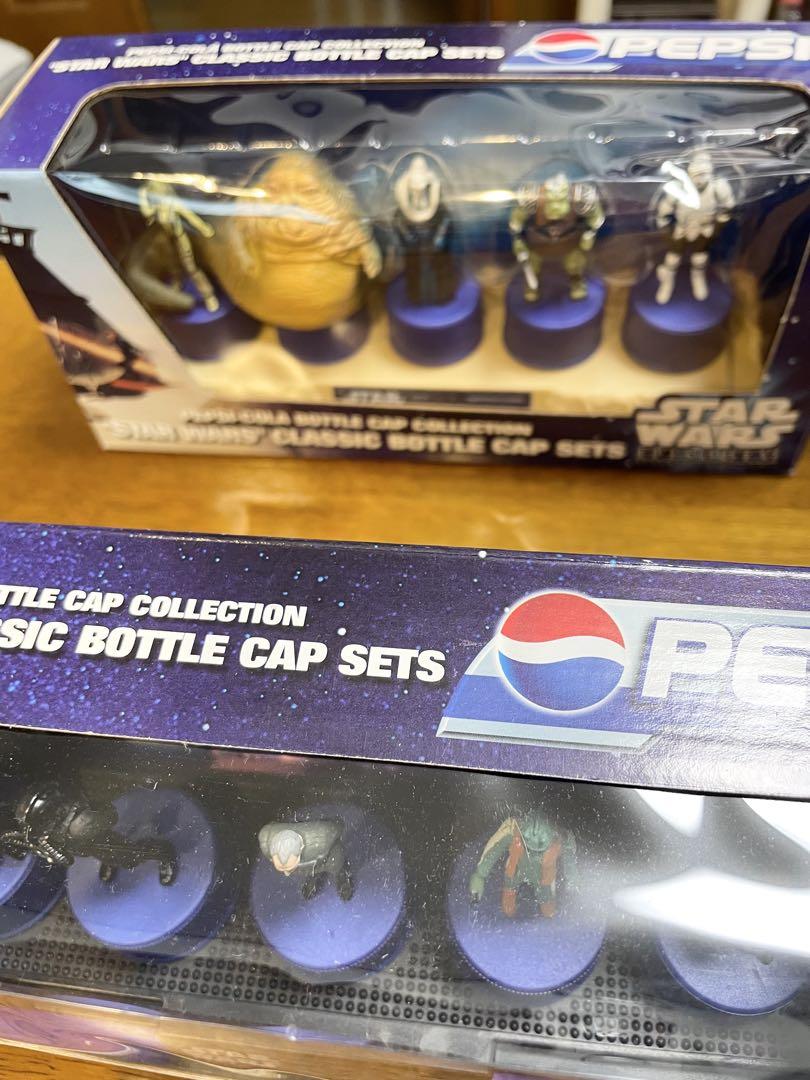 PEPSI-COLA BOTTLE CAP COLLECTION
"STAR WARS" CLASSIC BOTTLE CAP SETS
PEPSI
STAR
PEPSI-COLA BOTTLE CAP COLLECTION
"STAR WARS" CLASSIC BOTTLE CAP SETS
STAR
WARS
TTLE CAP COLLECTION
SIC BOTTLE CAP SETS
PE